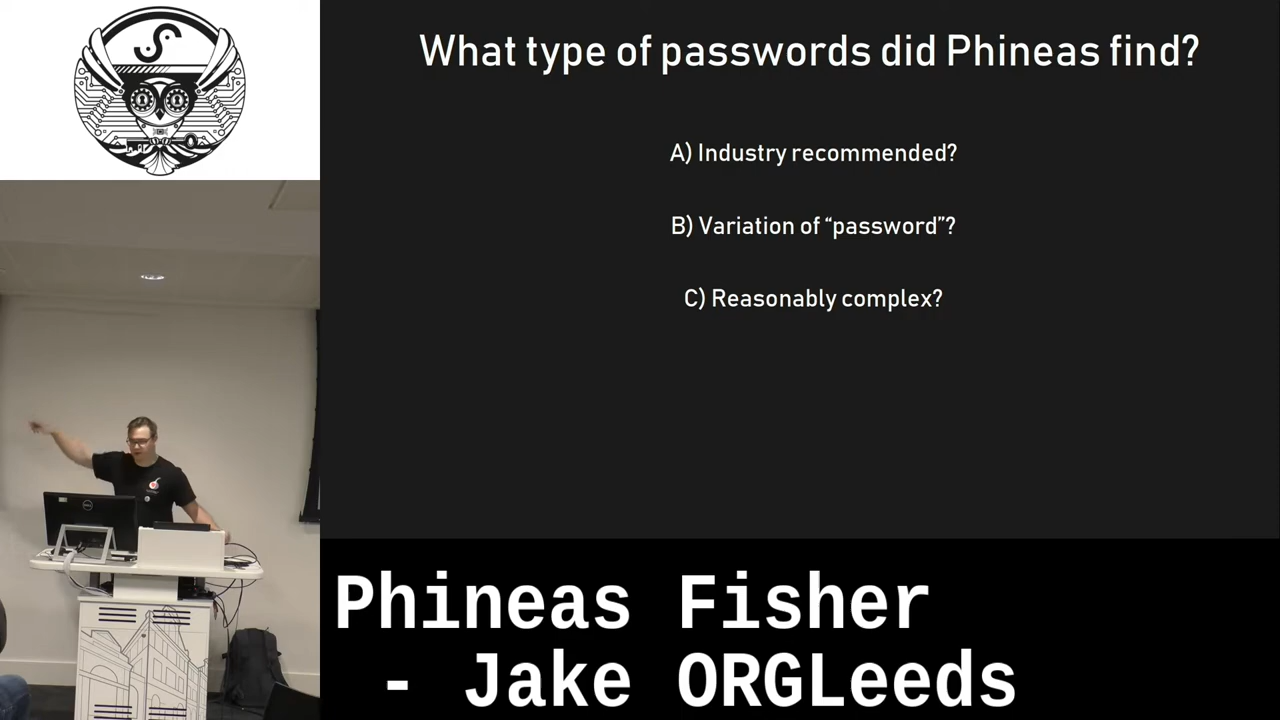 What type of passwords did Phineas find?
A) Industry recommended?
B) Variation of “password”?
C) Reasonably complex?
Phineas Fisher
- Jake ORGLeeds